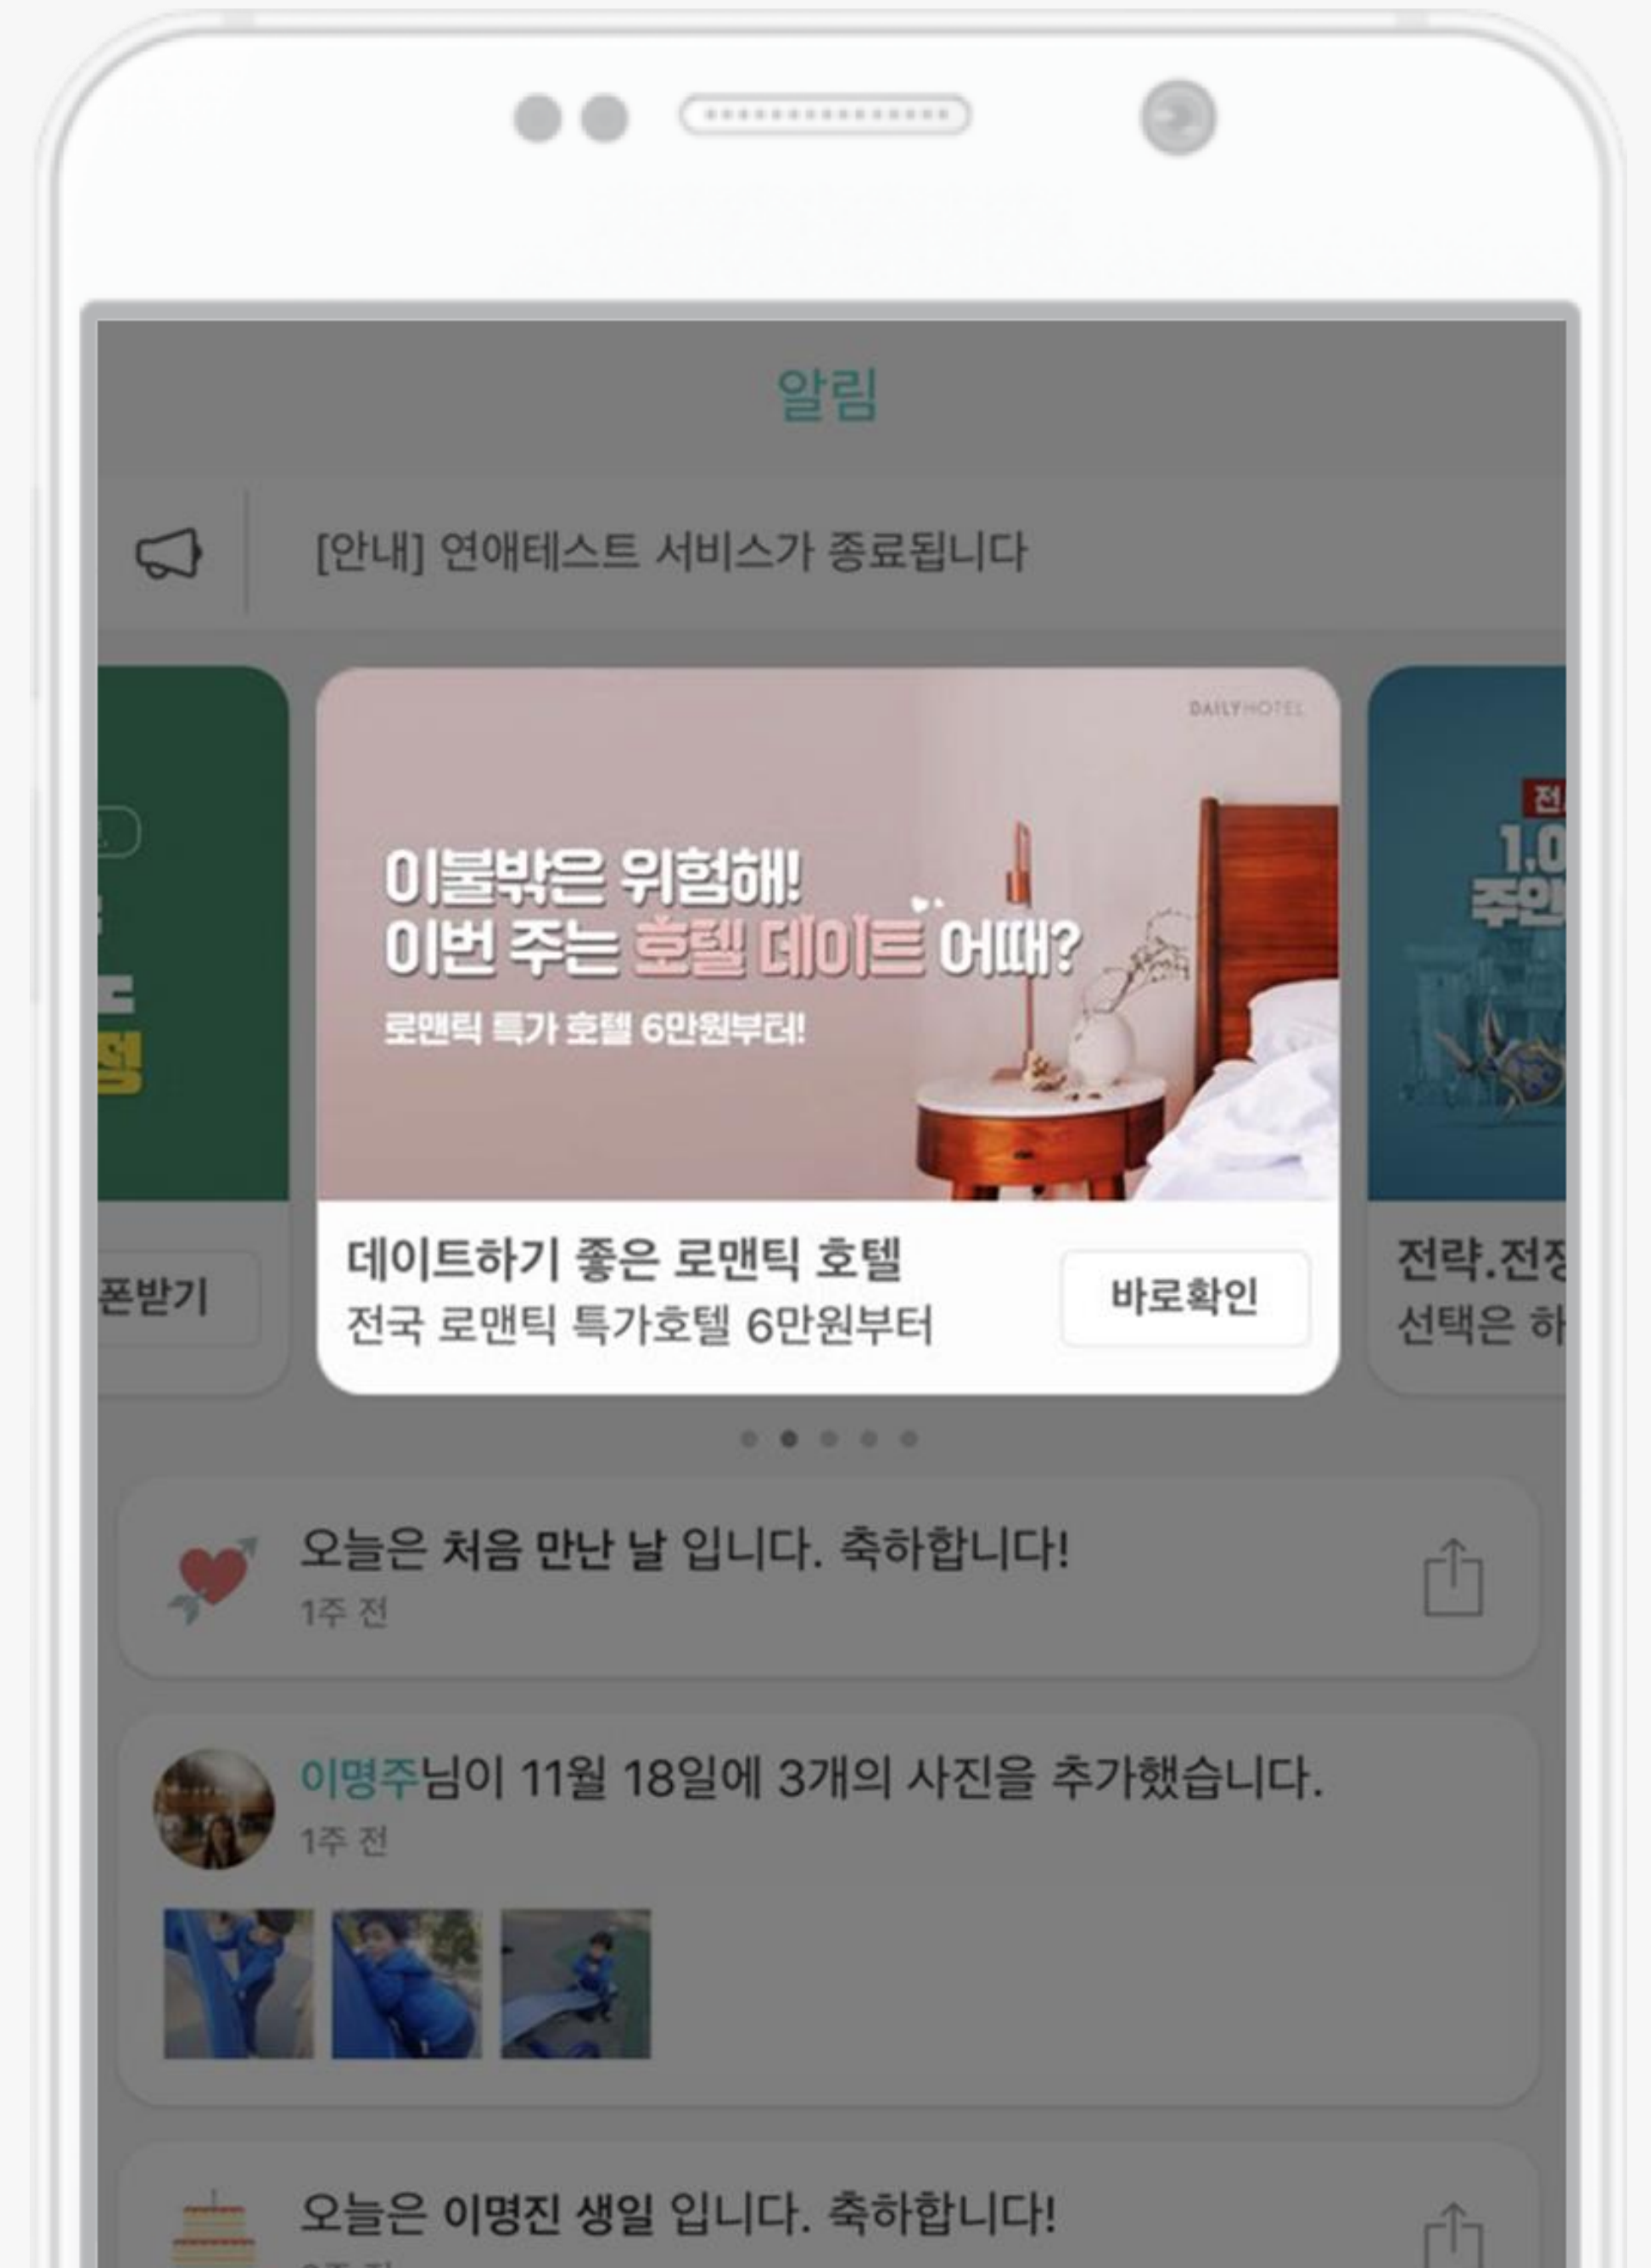 알림
[안내] 연애테스트 서비스가 종료됩니다
DAILYHOTEL
이불밖은 위험해!
이번 주는 호텔 데이트 어때?
로맨틱 특가 호텔 6만원부터!
정
전
1,0
주인
폰받기
데이트하기 좋은 로맨틱 호텔
전국 로맨틱 특가호텔 6만원부터
바로확인
전략.전쟁
선택은 하
오늘은 처음 만난 날 입니다. 축하합니다!
1주 전
이명주님이 11월 18일에 3개의 사진을 추가했습니다.
1주 전
오늘은 이명진 생일 입니다. 축하합니다!